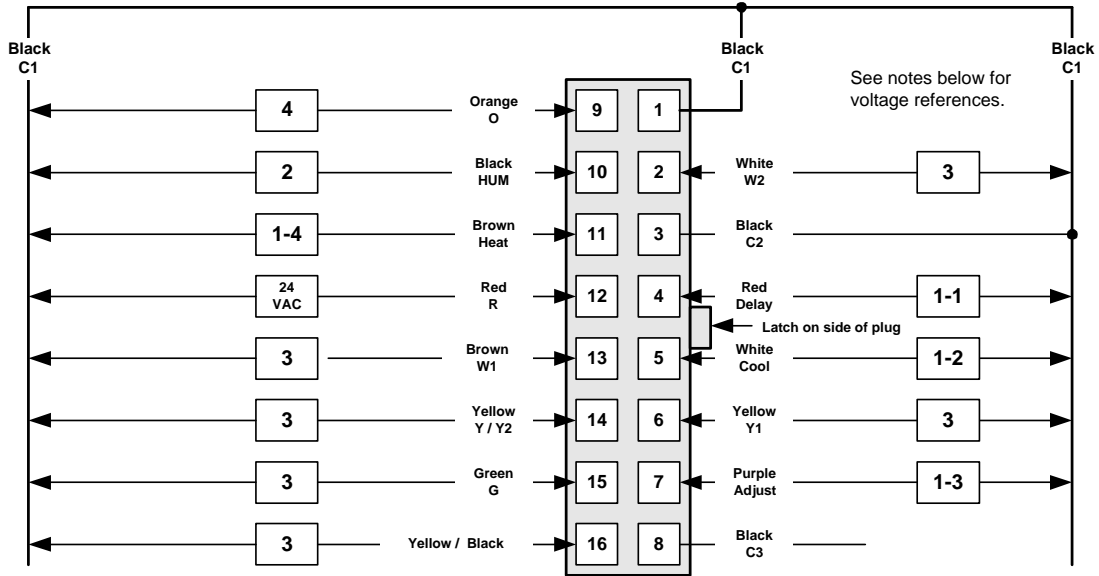 Black
C1
Black
C1
Black
C1
See notes below for
voltage references.
4
Orange
O
9
1
2
Black
HUM
10
2
White
W2
3
1-4
Brown
Heat
11
3
Black
C2
24
VAC
Red
R
12
4
Red
Delay
1-1
Latch on side of plug
3
Brown
W1
13
5
White
Cool
1-2
3
Yellow
Y / Y2
14
6
Yellow
Y1
3
3
Green
G
15
7
Purple
Adjust
1-3
3
Yellow / Black
16
8
Black
C3